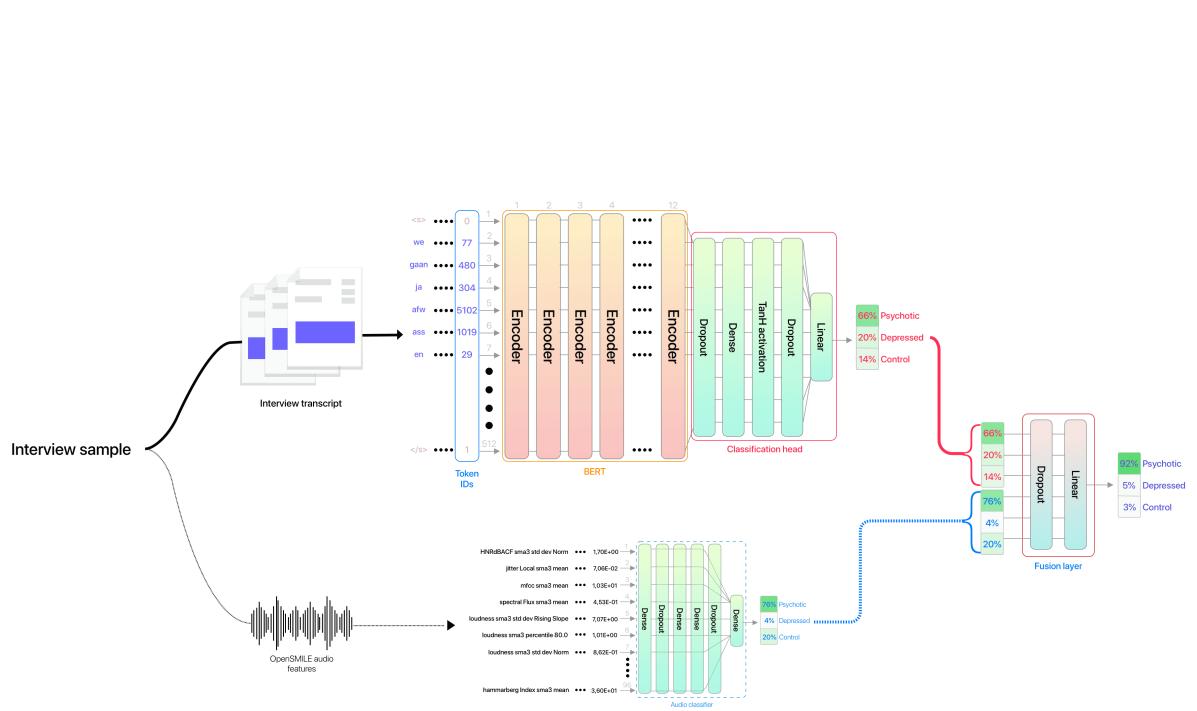 Interview sample
Interview transcript
OpenSMILE audio
features
<s>
we
gaan
ja
afw
ass
en
</s>
0
77
480
304
5102
1019
29
1
Token
IDs
1
2
3
4
5
6
7
512
1
2
3
4
12
Encoder
Encoder
Encoder
Encoder
Encoder
BERT
Dropout
Dense
TanH activation
Dropout
Linear
Classification head
66% Psychotic
20% Depressed
14% Control
HNRdBACF sma3 std dev Norm 1,70E+00
jitter Local sma3 mean 7,06E-02
mfcc sma3 mean 1,03E+01
spectral Flux sma3 mean 4,53E-01
loudness sma3 std dev Rising Slope 7,07E+00
loudness sma3 percentile 80.0 1,01E+00
loudness sma3 std dev Norm 8,62E-01
hammarberg Index sma3 mean 3,60E+01
1
2
3
4
5
6
7
Dense
Dropout
Dense
Dense
Dropout
Dense
Audio classifier
76% Psychotic
4% Depressed
20% Control
66%
20%
14%
76%
4%
20%
Dropout
Linear
Fusion layer
92% Psychotic
5% Depressed
3% Control